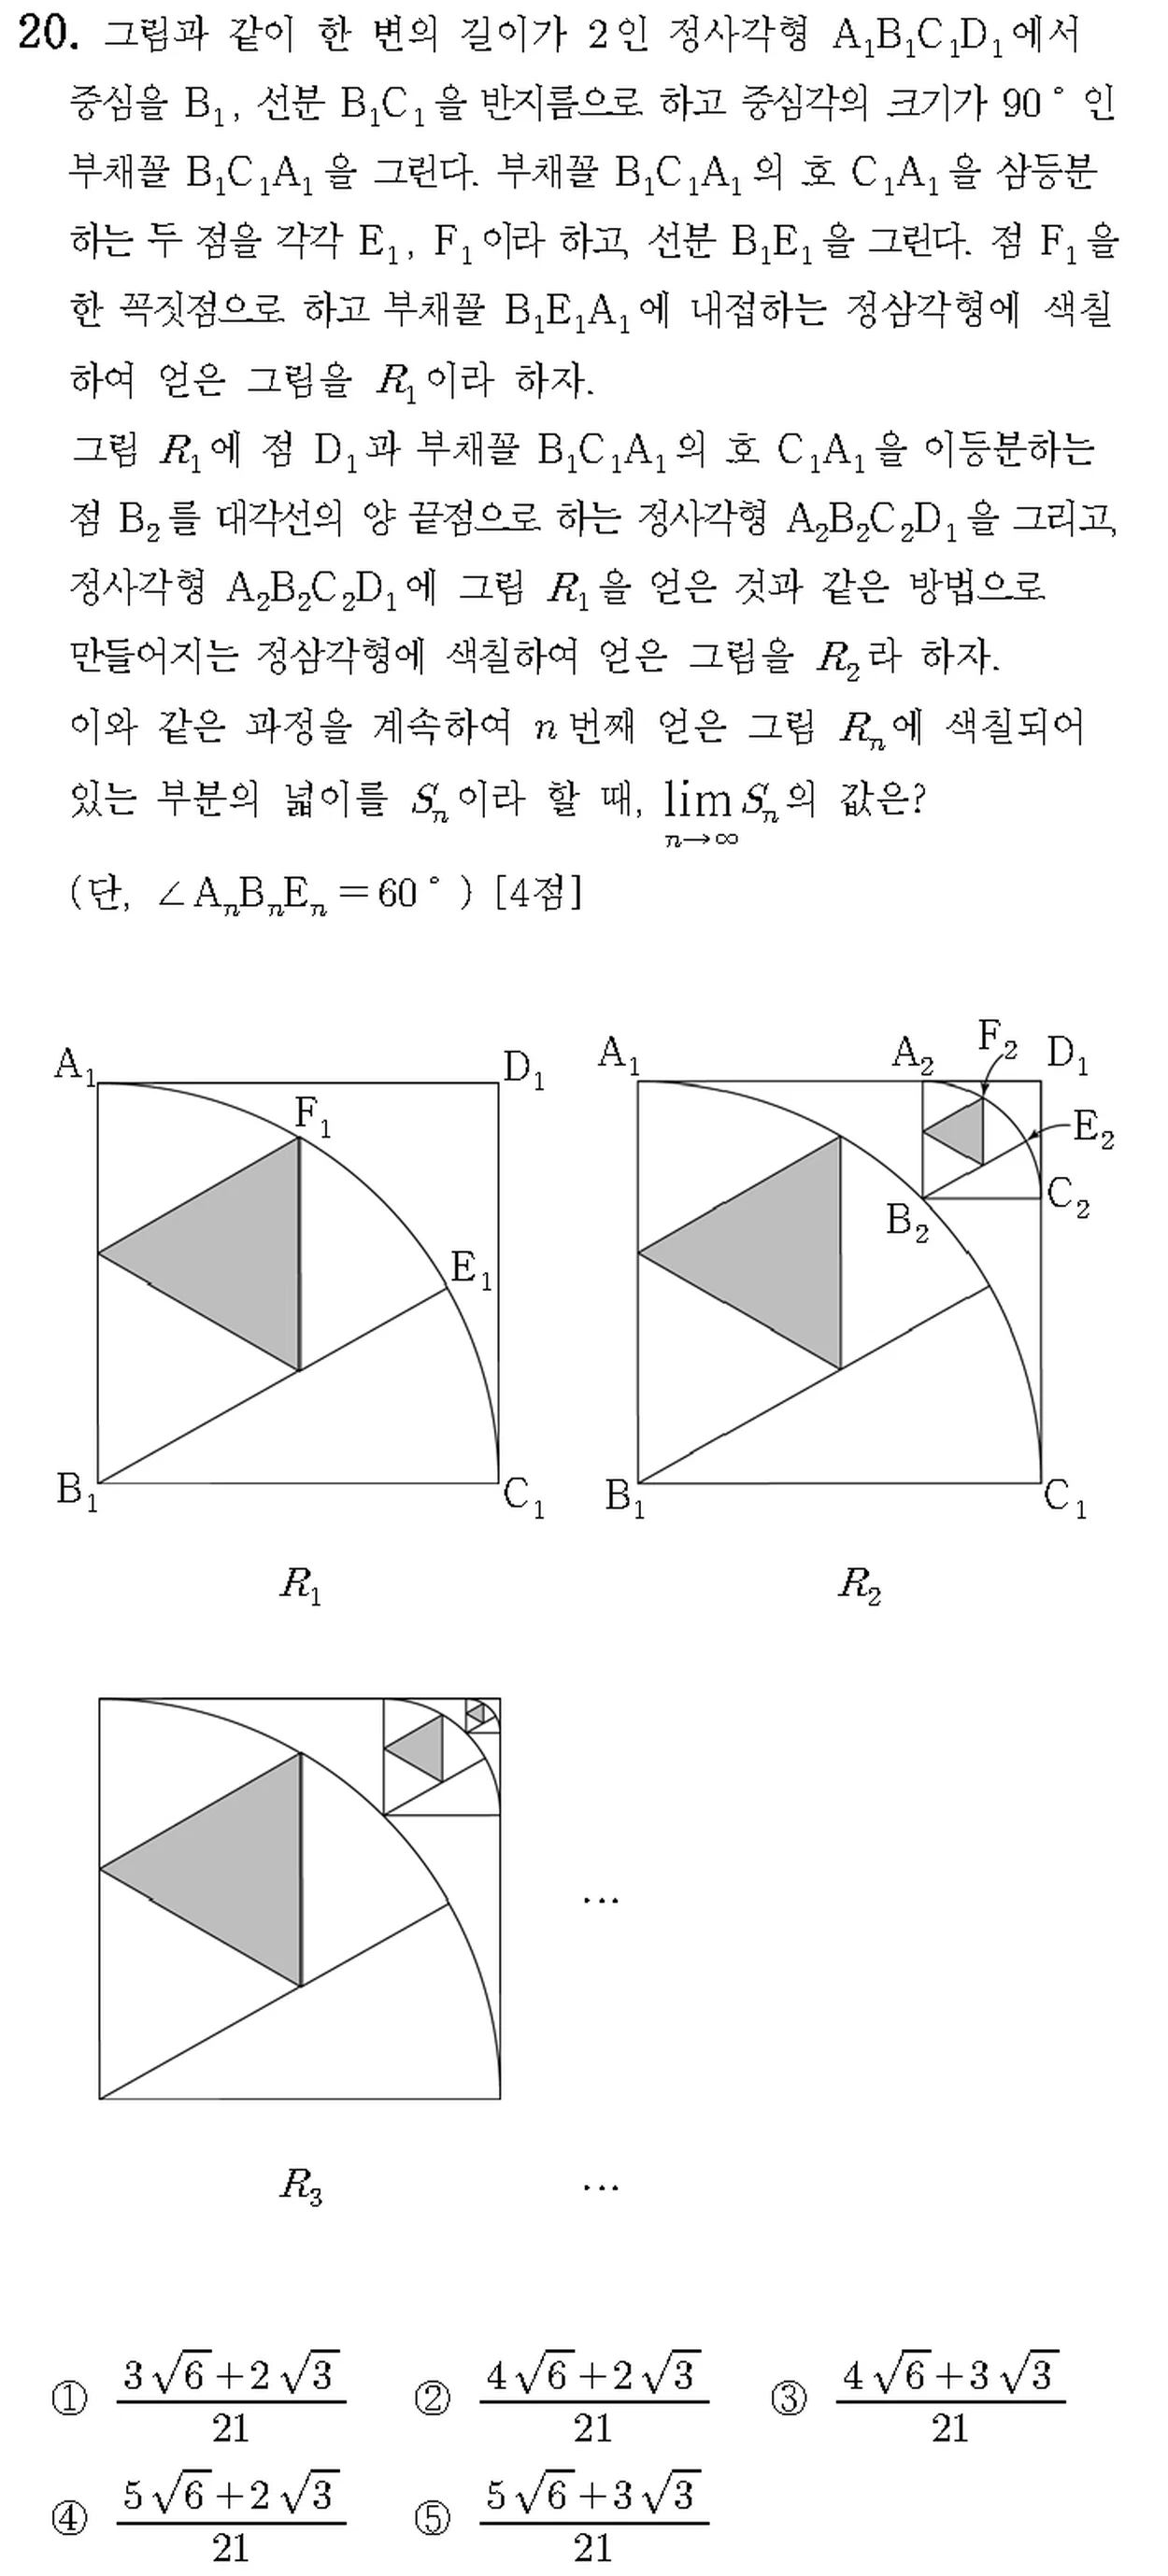 20. 그림과 같이 한 변의 길이가 2인 정사각형 A₁B₁C₁D₁에서
중심을 B₁, 선분 B₁C₁을 반지름으로 하고 중심각의 크기가 90°인
부채꼴 B₁C₁A₁을 그린다. 부채꼴 B₁C₁A₁의 호 C₁A₁을 삼등분
하는 두 점을 각각 E₁, F₁이라 하고, 선분 B₁E₁을 그린다. 점 F₁을
한 꼭짓점으로 하고 부채꼴 B₁E₁A₁에 내접하는 정삼각형에 색칠
하여 얻은 그림을 R₁이라 하자.
그림 R₁에 점 D₁과 부채꼴 B₁C₁A₁의 호 C₁A₁을 이등분하는
점 B₂를 대각선의 양 끝점으로 하는 정사각형 A₂B₂C₂D₁을 그리고,
정사각형 A₂B₂C₂D₁에 그림 R₁을 얻은 것과 같은 방법으로
만들어지는 정삼각형에 색칠하여 얻은 그림을 R₂라 하자.
이와 같은 과정을 계속하여 n번째 얻은 그림 Rₙ에 색칠되어
있는 부분의 넓이를 Sₙ이라 할 때, lim Sₙ의 값은?
n→∞
(단, ∠AₙBₙEₙ=60°) [4점]
A₁ D₁ A₁ A₂ F₂ D₁
F₁ E₂
E₁ B₂ C₂
B₁ C₁ B₁ C₁
R₁ R₂
…
R₃ …
① (3√6+2√3)/21 ② (4√6+2√3)/21 ③ (4√6+3√3)/21
④ (5√6+2√3)/21 ⑤ (5√6+3√3)/21